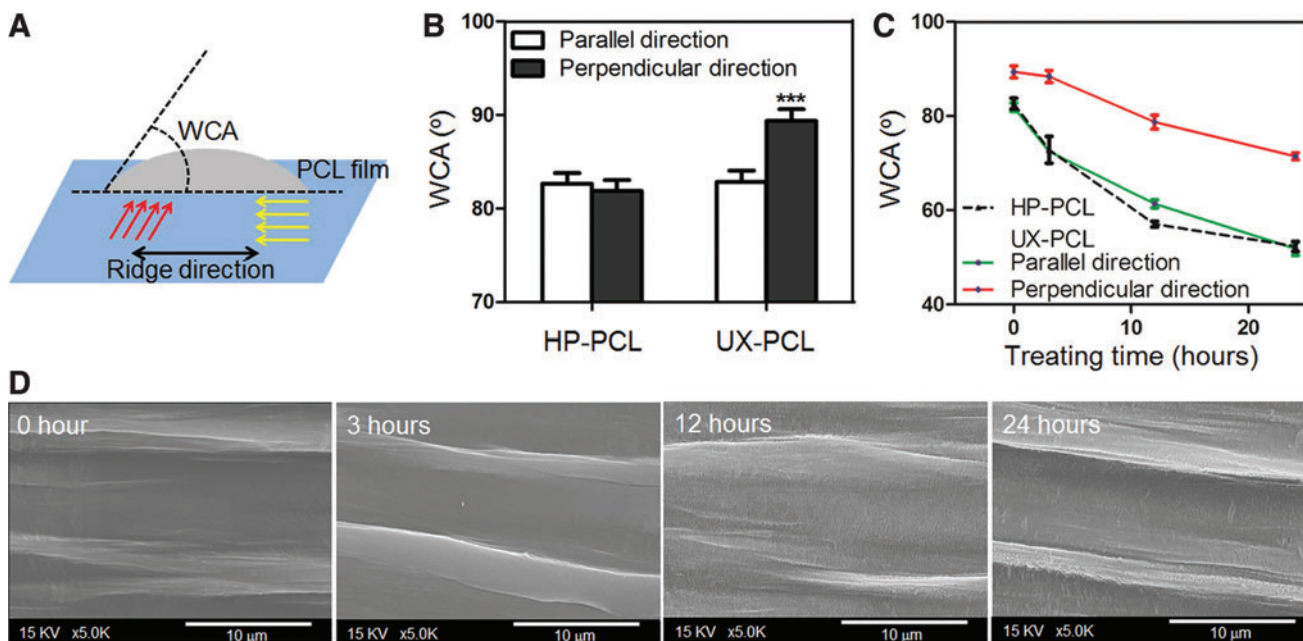 A
WCA
PCL film
Ridge direction
B
100
90
80
70
WCA (º)
Parallel direction
Perpendicular direction
***
HP-PCL
UX-PCL
C
100
80
60
40
WCA (º)
HP-PCL
UX-PCL
Parallel direction
Perpendicular direction
0
10
20
Treating time (hours)
D
0 hour
15 KV x5.0K 10 µm
3 hours
15 KV x5.0K 10 µm
12 hours
15 KV x5.0K 10 µm
24 hours
15 KV x5.0K 10 µm